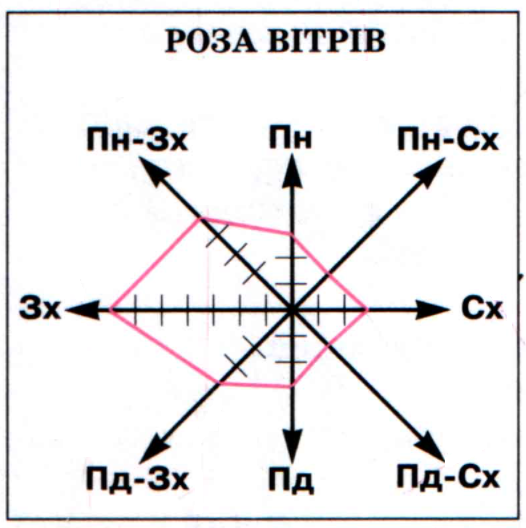 РОЗА ВІТРІВ
Пн-Зх Пн Пн-Сх
Зх Сх
Пд-Зх Пд Пд-Сх